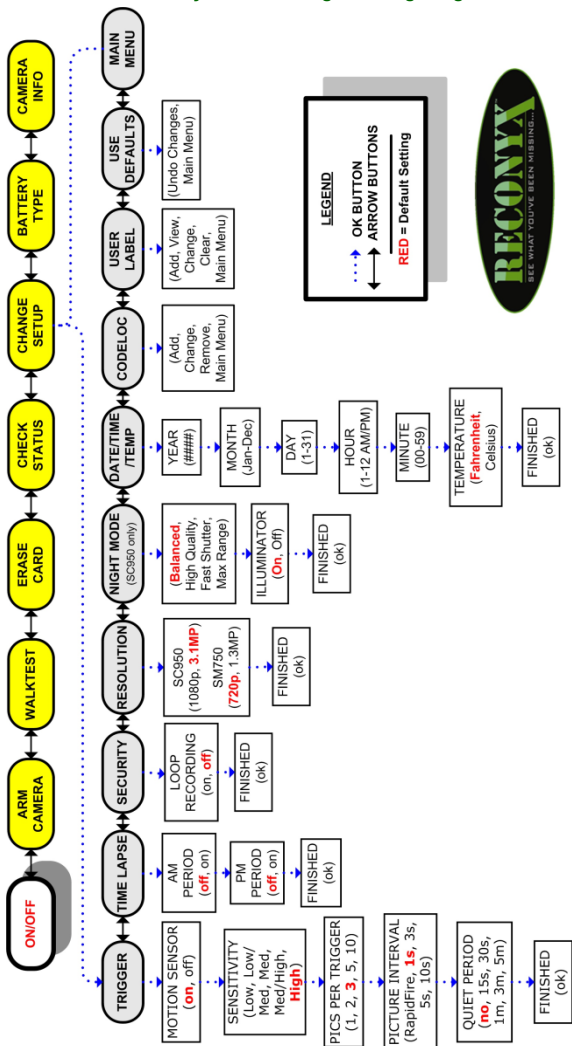 ON/OFF
ARM
CAMERA
WALKTEST
ERASE
CARD
CHECK
STATUS
CHANGE
SETUP
BATTERY
TYPE
CAMERA
INFO
TRIGGER
MOTION SENSOR
(on, off)
SENSITIVITY
(Low, Low/
Med, Med,
Med/High,
High)
PICS PER TRIGGER
(1, 2, 3, 5, 10)
PICTURE INTERVAL
(RapidFire, 1s, 3s,
5s, 10s)
QUIET PERIOD
(no, 15s, 30s,
1m, 3m, 5m)
FINISHED
(ok)
TIME LAPSE
AM
PERIOD
(off, on)
PM
PERIOD
(off, on)
FINISHED
(ok)
SECURITY
LOOP
RECORDING
(on, off)
FINISHED
(ok)
RESOLUTION
SC950
(1080p, 3.1MP)
SM750
(720p, 1.3MP)
FINISHED
(ok)
NIGHT MODE
(SC950 only)
(Balanced,
High Quality,
Fast Shutter,
Max Range)
ILLUMINATOR
(On, Off)
FINISHED
(ok)
DATE/TIME
/TEMP
YEAR
(####)
MONTH
(Jan-Dec)
DAY
(1-31)
HOUR
(1-12 AM/PM)
MINUTE
(00-59)
TEMPERATURE
(Fahrenheit,
Celsius)
FINISHED
(ok)
CODELOC
(Add,
Change,
Remove,
Main Menu)
USER
LABEL
(Add, View,
Change,
Clear,
Main Menu)
USE
DEFAULTS
(Undo Changes,
Main Menu)
MAIN
MENU
LEGEND
OK BUTTON
ARROW BUTTONS
RED = Default Setting
RECONYX™
SEE WHAT YOU'VE BEEN MISSING...